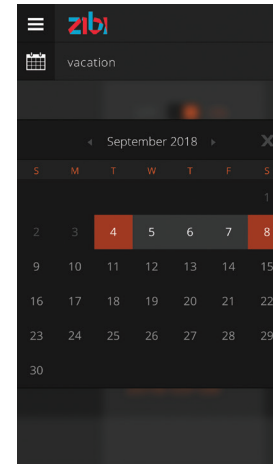 zibi
vacation
September 2018 X
S M T W T F S
1
2 3 4 5 6 7 8
9 10 11 12 13 14 15
16 17 18 19 20 21 22
23 24 25 26 27 28 29
30